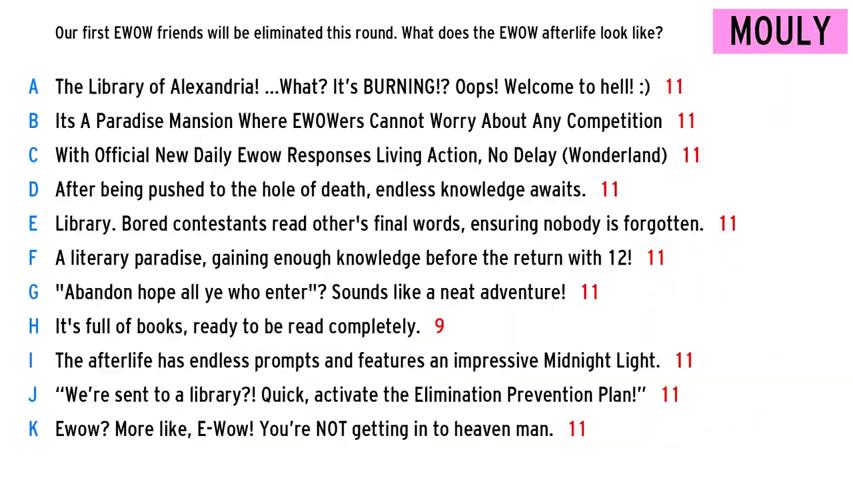 Our first EWOW friends will be eliminated this round. What does the EWOW afterlife look like?
MOULY
A The Library of Alexandria! ...What? It's BURNING!? Oops! Welcome to hell! :) 11
B Its A Paradise Mansion Where EWOWers Cannot Worry About Any Competition 11
C With Official New Daily Ewow Responses Living Action, No Delay (Wonderland) 11
D After being pushed to the hole of death, endless knowledge awaits. 11
E Library. Bored contestants read other's final words, ensuring nobody is forgotten. 11
F A literary paradise, gaining enough knowledge before the return with 12! 11
G "Abandon hope all ye who enter"? Sounds like a neat adventure! 11
H It's full of books, ready to be read completely. 9
I The afterlife has endless prompts and features an impressive Midnight Light. 11
J “We’re sent to a library?! Quick, activate the Elimination Prevention Plan!” 11
K Ewow? More like, E-Wow! You’re NOT getting in to heaven man. 11